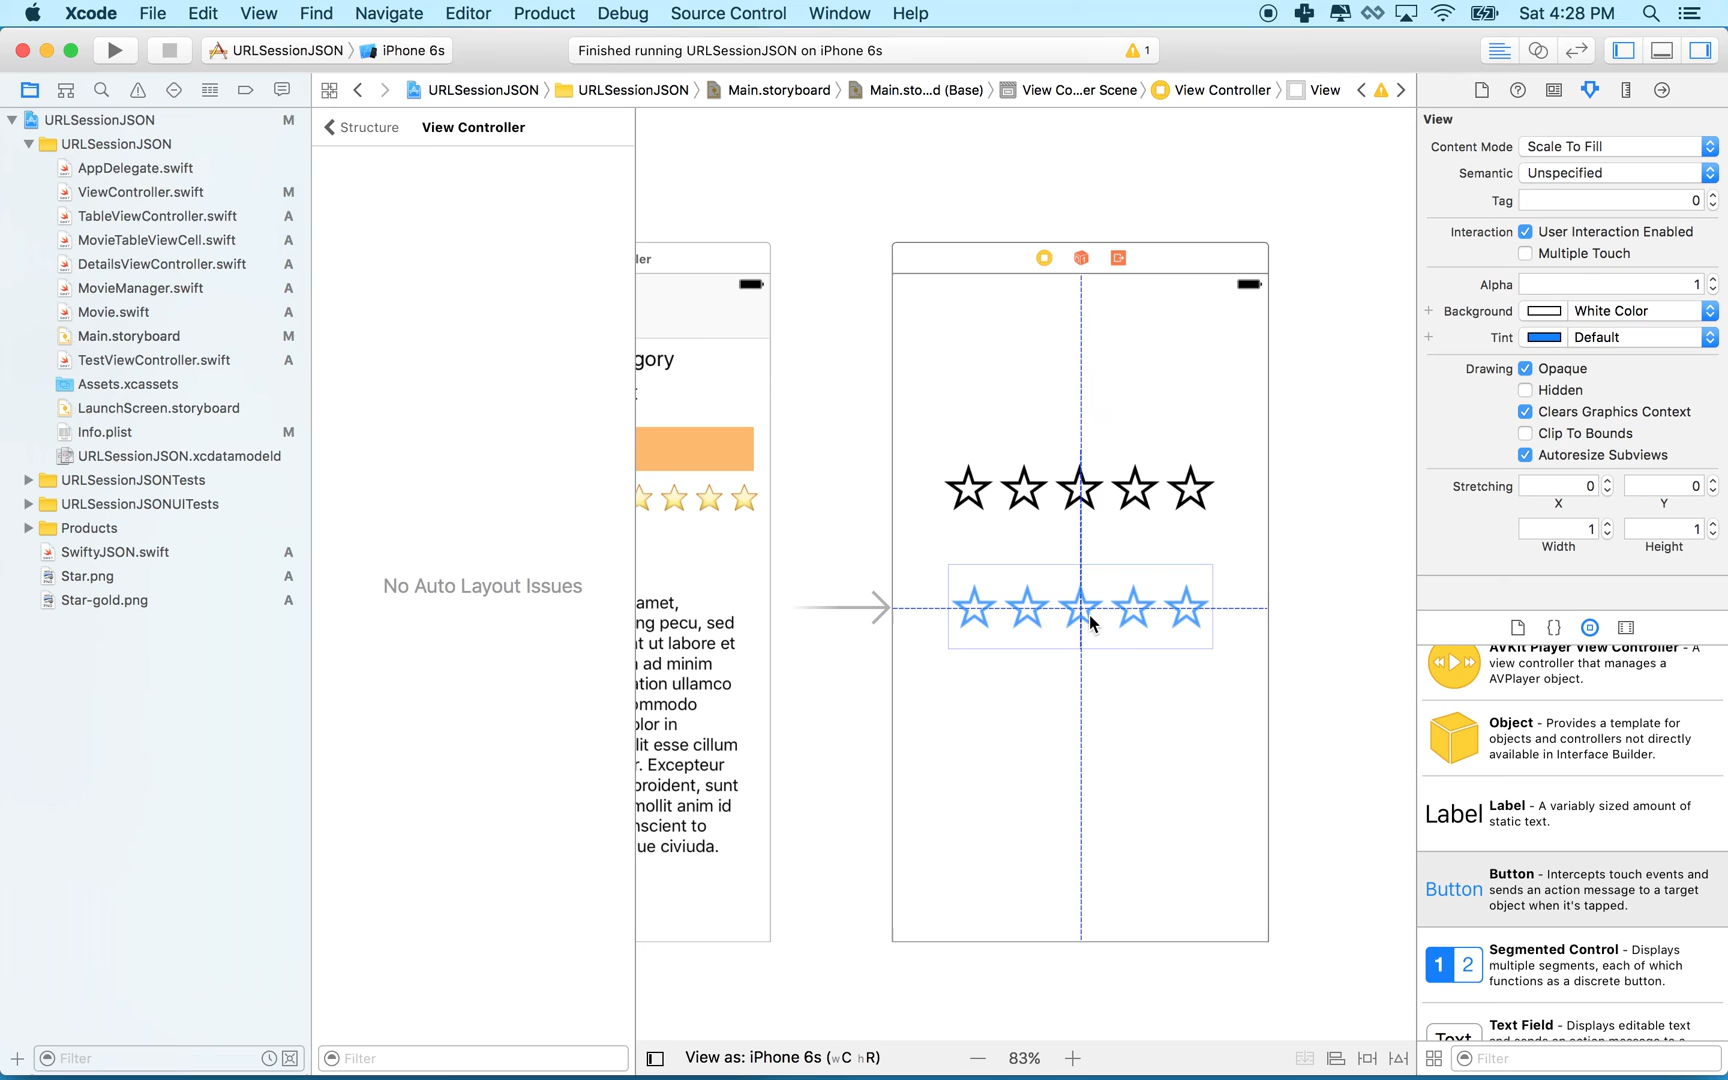 Xcode File Edit View Find Navigate Editor Product Debug Source Control Window Help Sat 4:28 PM
URLSessionJSON iPhone 6s Finished running URLSessionJSON on iPhone 6s 1
URLSessionJSON URLSessionJSON Main.storyboard Main.sto...d (Base) View Co...er Scene View Controller View
URLSessionJSON M
URLSessionJSON
AppDelegate.swift
ViewController.swift M
TableViewController.swift A
MovieTableViewCell.swift A
DetailsViewController.swift A
MovieManager.swift A
Movie.swift A
Main.storyboard M
TestViewController.swift A
Assets.xcassets
LaunchScreen.storyboard
Info.plist M
URLSessionJSON.xcdatamodeld
URLSessionJSONTests
URLSessionJSONUITests
Products
SwiftyJSON.swift A
Star.png A
Star-gold.png A
Filter
Structure View Controller
No Auto Layout Issues
Filter
ler
gory
amet,
ng pecu, sed
nt ut labore et
ad minim
ation ullamco
ommodo
olor in
lit esse cillum
r. Excepteur
proident, sunt
mollit anim id
nscient to
ue civiuda.
View as: iPhone 6s (wC hR) 83%
View
Content Mode Scale To Fill
Semantic Unspecified
Tag 0
Interaction User Interaction Enabled
Multiple Touch
Alpha 1
Background White Color
Tint Default
Drawing Opaque
Hidden
Clears Graphics Context
Clip To Bounds
Autoresize Subviews
Stretching 0 0
X Y
1 1
Width Height
AVKit Player View Controller - A
view controller that manages a
AVPlayer object.
Object - Provides a template for
objects and controllers not directly
available in Interface Builder.
Label
Label - A variably sized amount of
static text.
Button
Button - Intercepts touch events and
sends an action message to a target
object when it's tapped.
1 2
Segmented Control - Displays
multiple segments, each of which
functions as a discrete button.
Text
Text Field - Displays editable text
and sends an action message to a
Filter